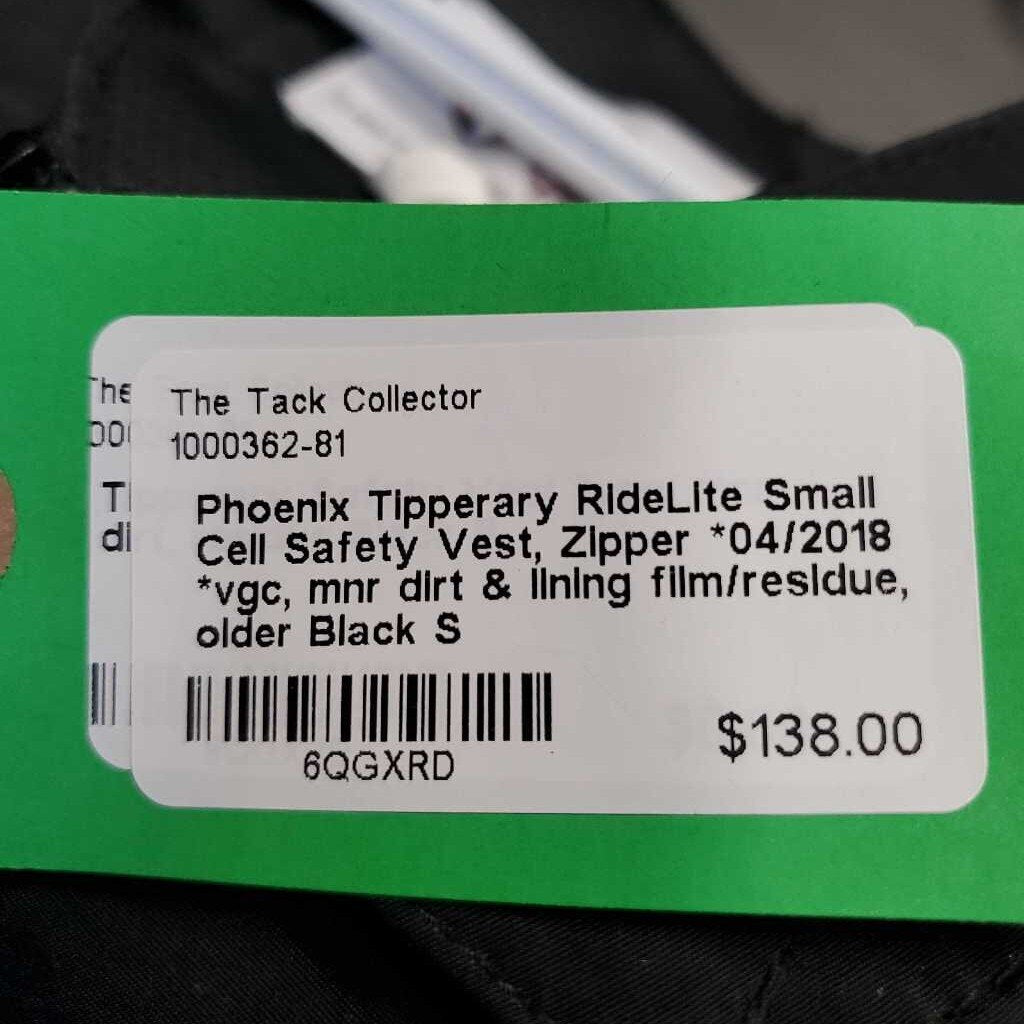 The Tack Collector
1000362-81
Phoenix Tipperary RideLite Small
Cell Safety Vest, Zipper *04/2018
*vgc, mnr dirt & lining film/residue,
older Black S
6QGXRD
$138.00